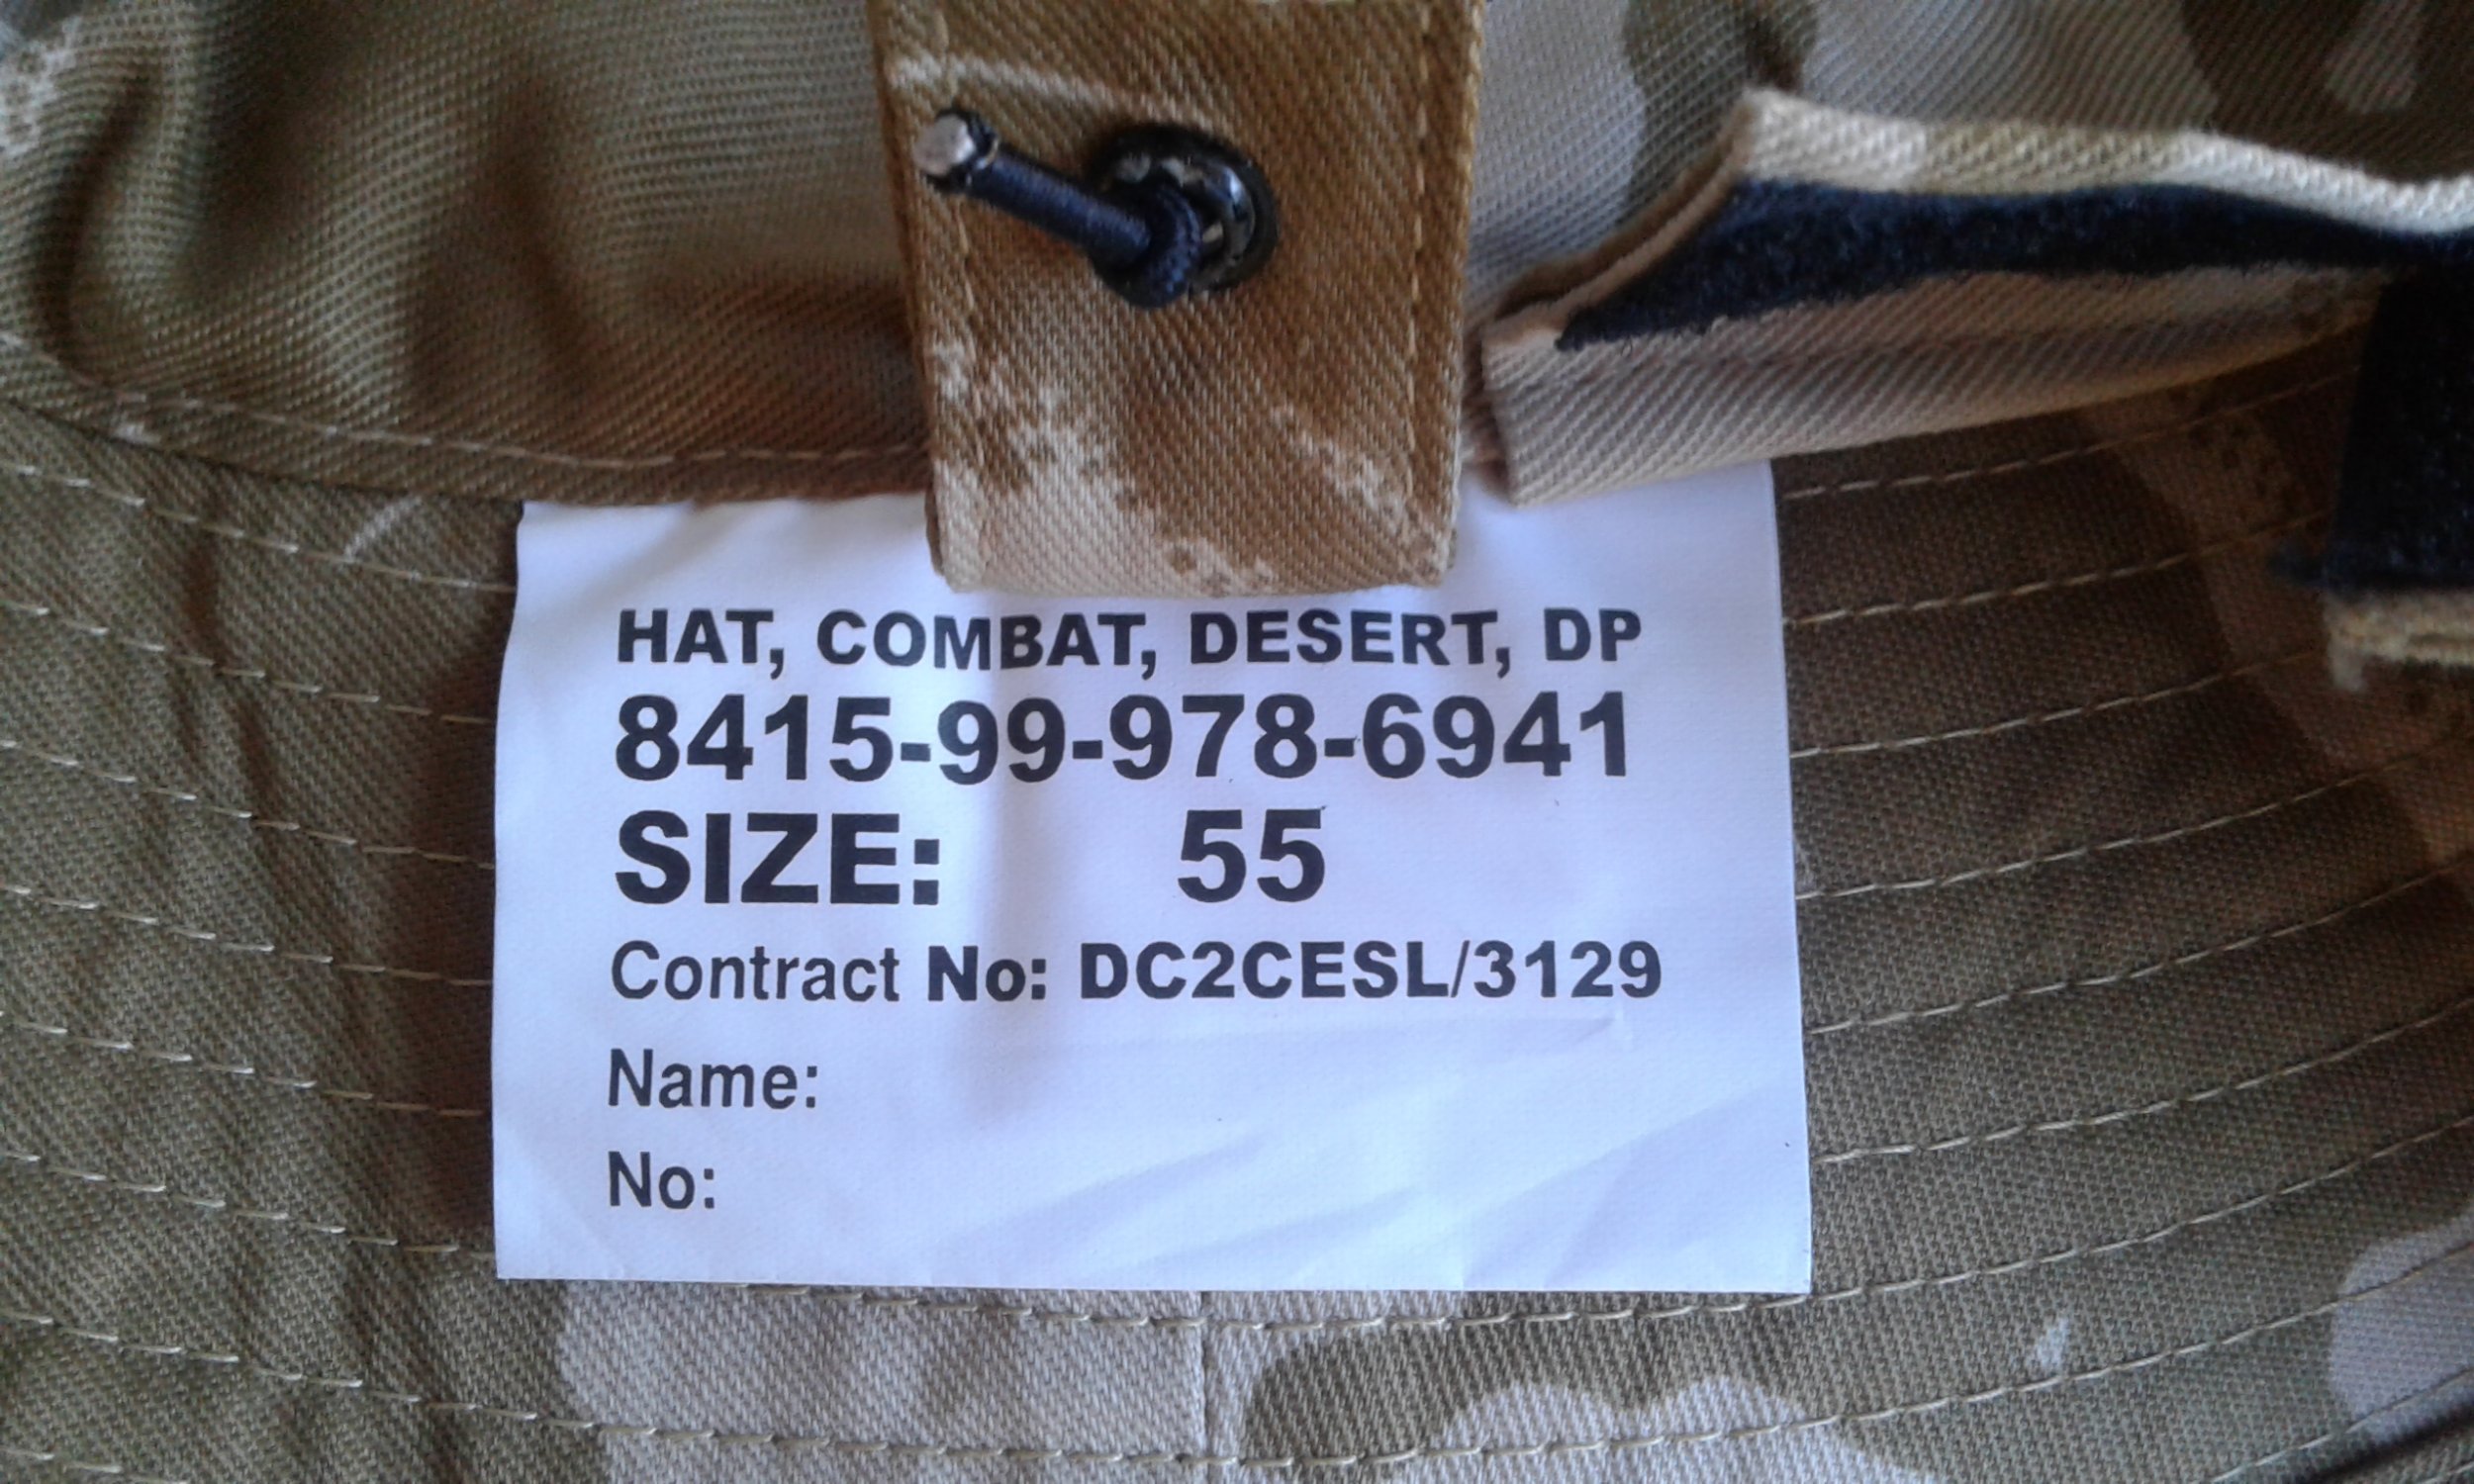 HAT, COMBAT, DESERT, DP
8415-99-978-6941
SIZE: 55
Contract No: DC2CESL/3129
Name:
No: